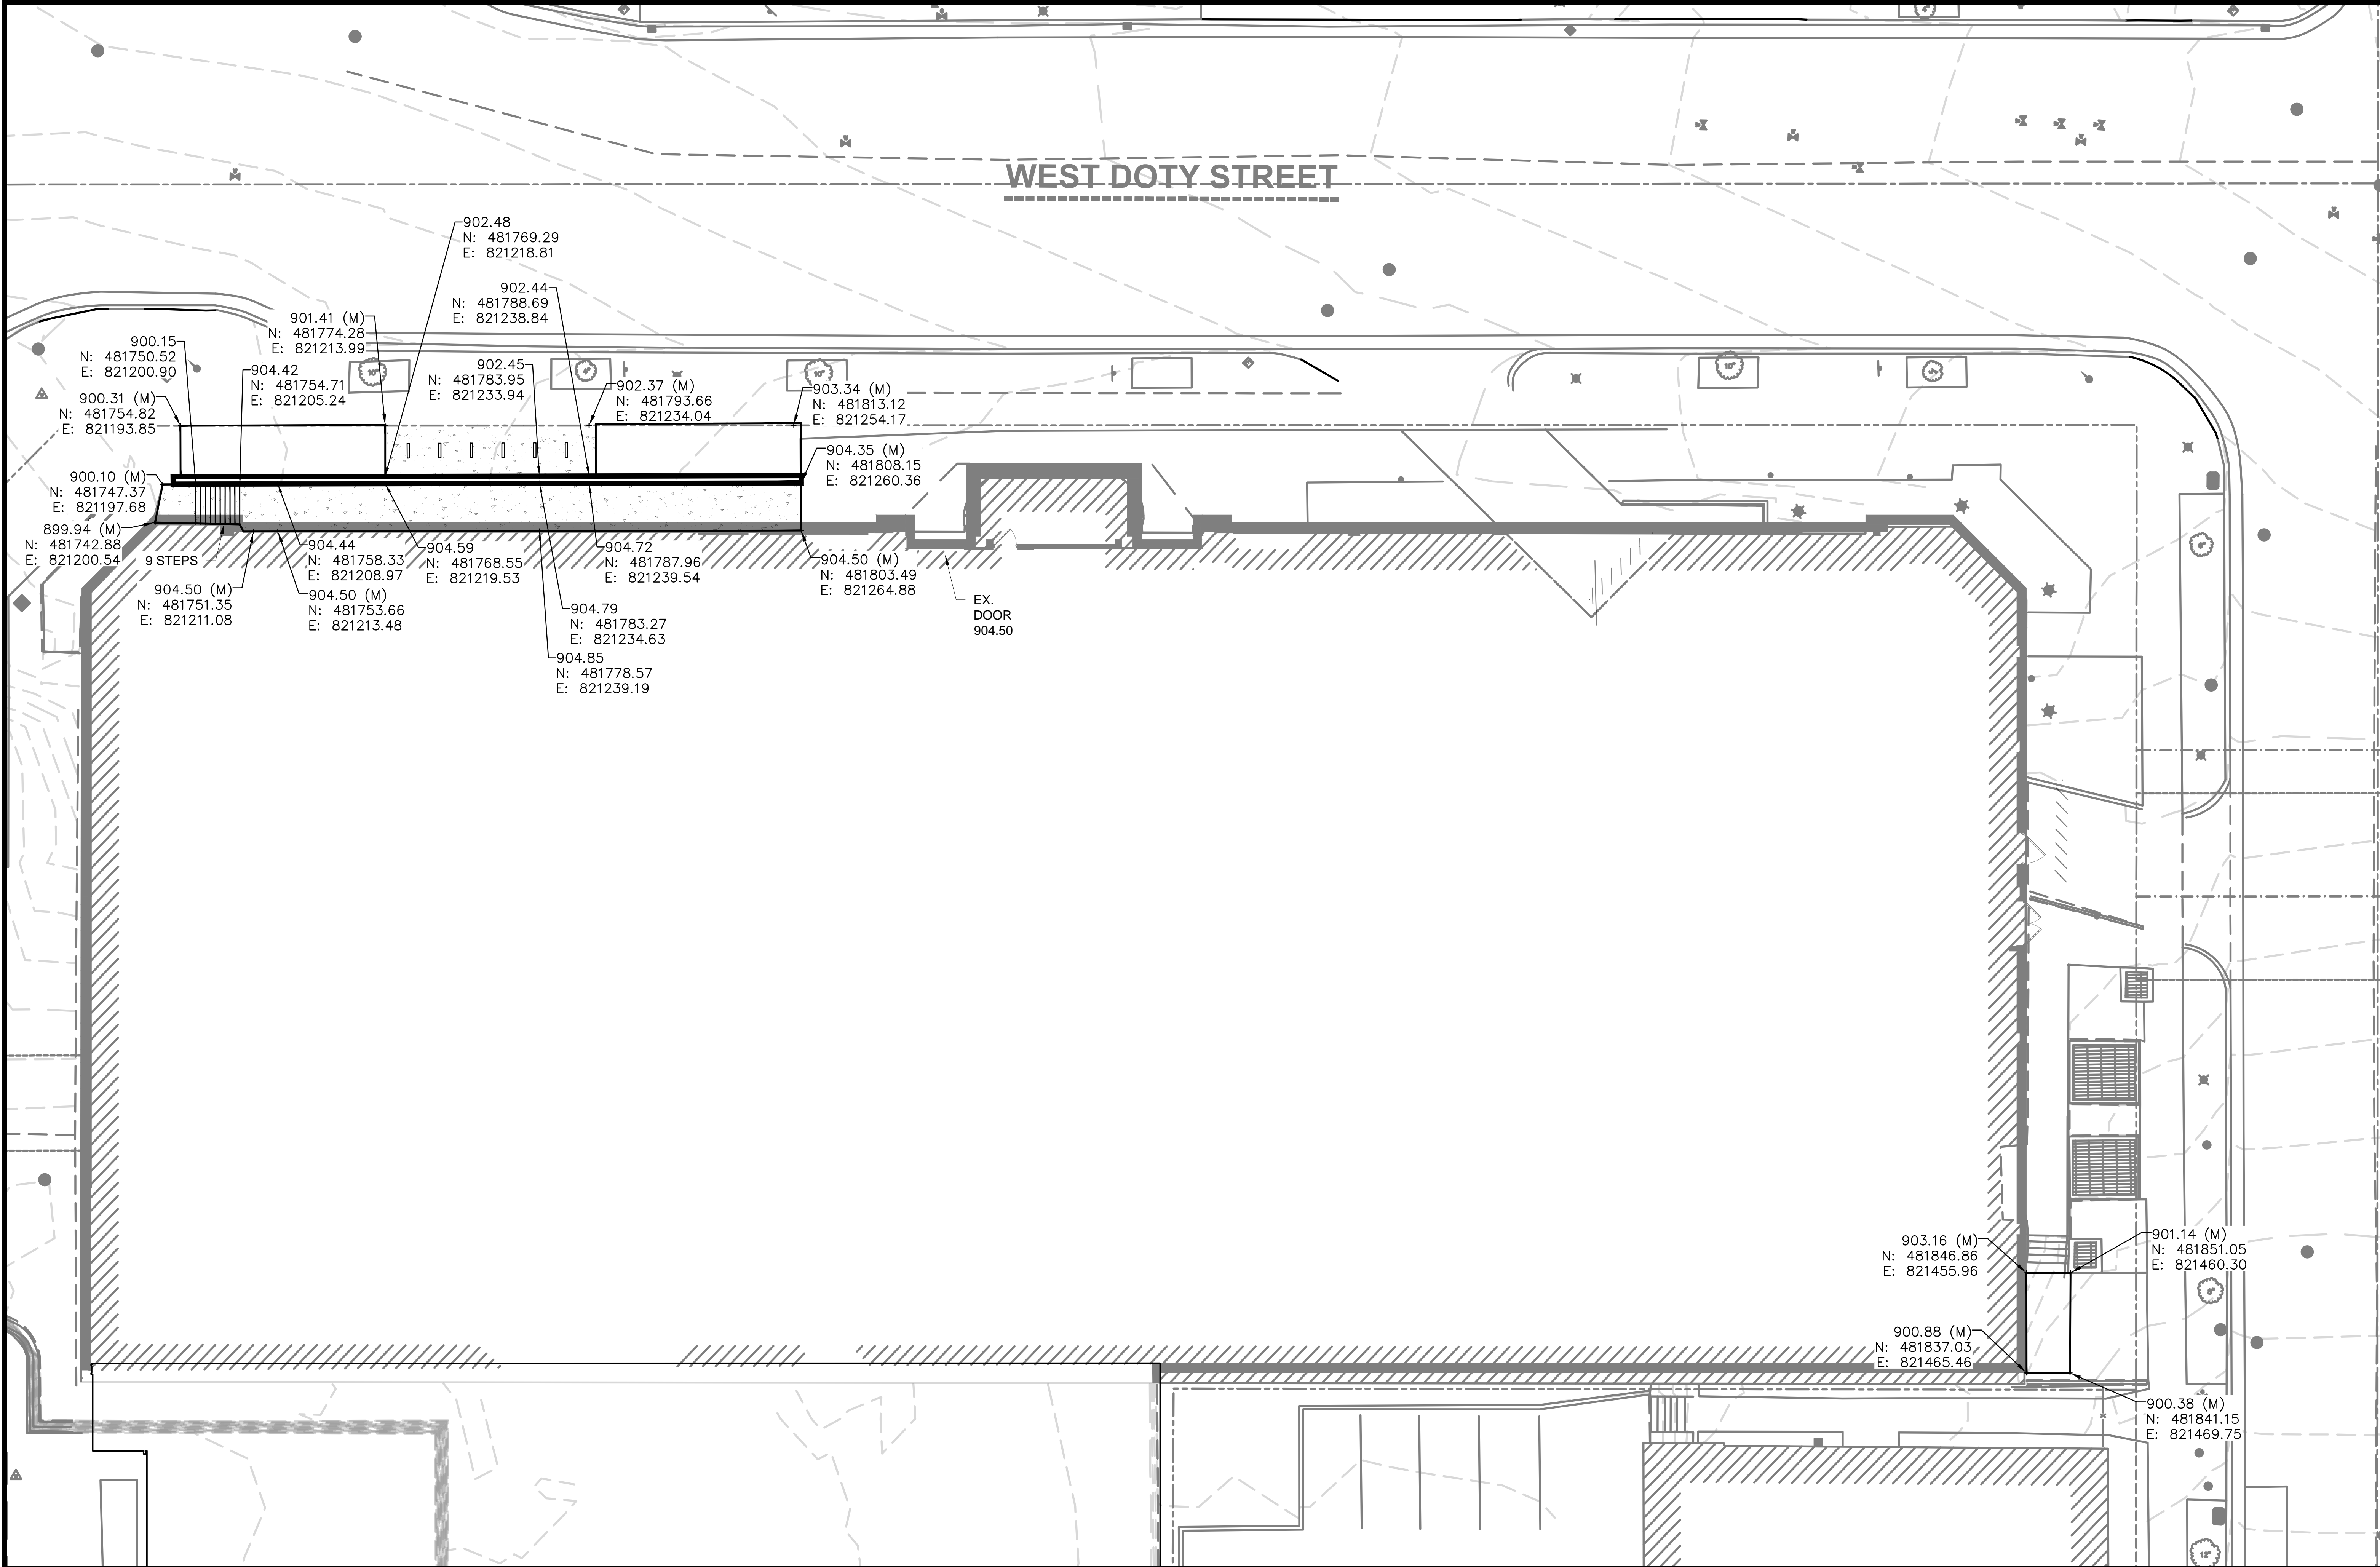 WEST DOTY STREET
902.48
N: 481769.29
E: 821218.81
902.44
N: 481788.69
E: 821238.84
901.41 (M)
N: 481774.28
E: 821213.99
900.15
N: 481750.52
E: 821200.90
904.42
N: 481754.71
E: 821205.24
902.45
N: 481783.95
E: 821233.94
902.37 (M)
N: 481793.66
E: 821234.04
903.34 (M)
N: 481813.12
E: 821254.17
900.31 (M)
N: 481754.82
E: 821193.85
904.35 (M)
N: 481808.15
E: 821260.36
900.10 (M)
N: 481747.37
E: 821197.68
899.94 (M)
N: 481742.88
E: 821200.54
9 STEPS
904.44
N: 481758.33
E: 821208.97
904.59
N: 481768.55
E: 821219.53
904.72
N: 481787.96
E: 821239.54
904.50 (M)
N: 481803.49
E: 821264.88
904.50 (M)
N: 481751.35
E: 821211.08
904.50 (M)
N: 481753.66
E: 821213.48
904.79
N: 481783.27
E: 821234.63
904.85
N: 481778.57
E: 821239.19
EX.
DOOR
904.50
10"
10"
10"
903.16 (M)
N: 481846.86
E: 821455.96
901.14 (M)
N: 481851.05
E: 821460.30
900.88 (M)
N: 481837.03
E: 821465.46
900.38 (M)
N: 481841.15
E: 821469.75
12"